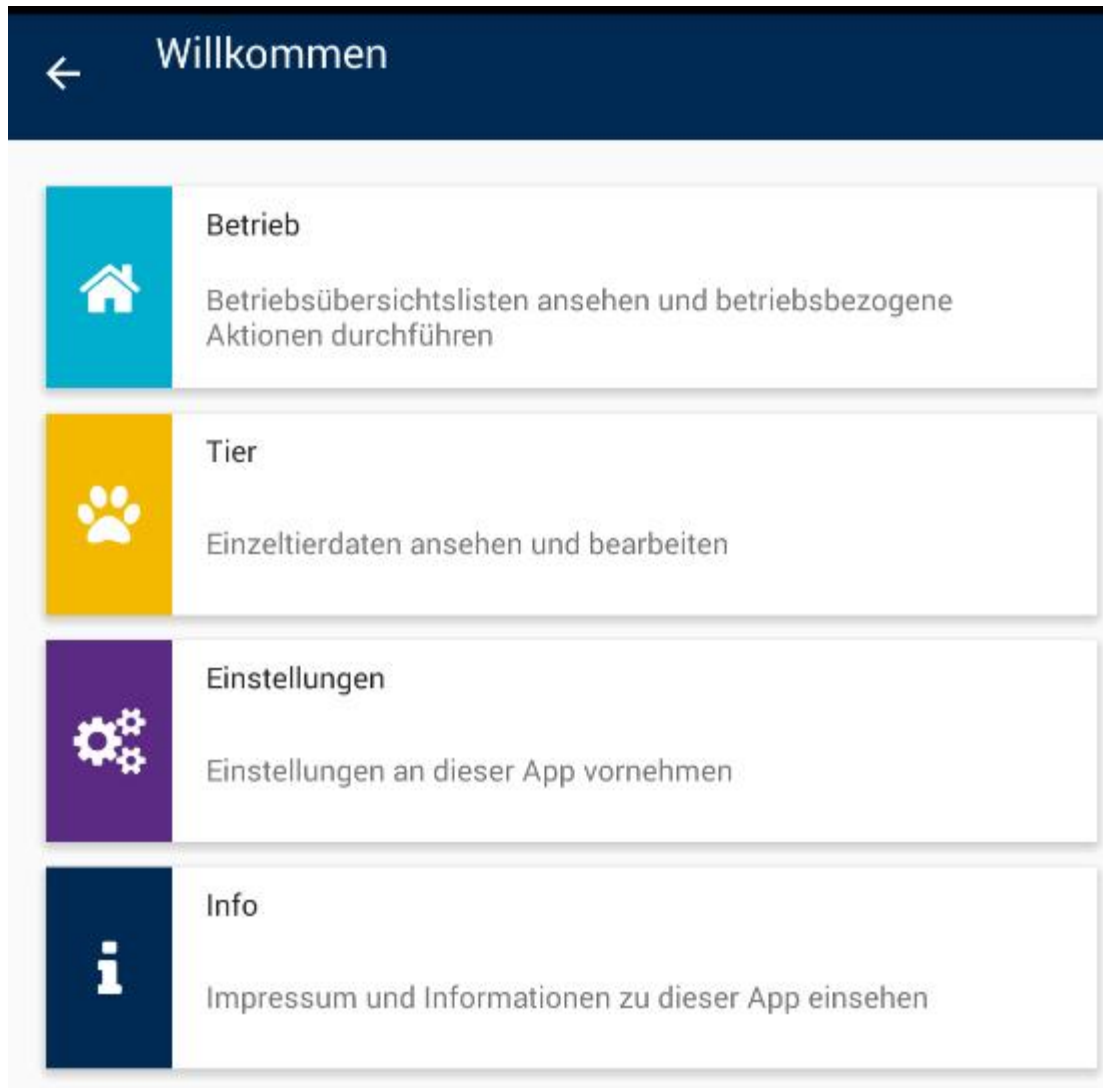 Willkommen
Betrieb
Betriebsübersichtslisten ansehen und betriebsbezogene
Aktionen durchführen
Tier
Einzeltierdaten ansehen und bearbeiten
Einstellungen
Einstellungen an dieser App vornehmen
Info
Impressum und Informationen zu dieser App einsehen